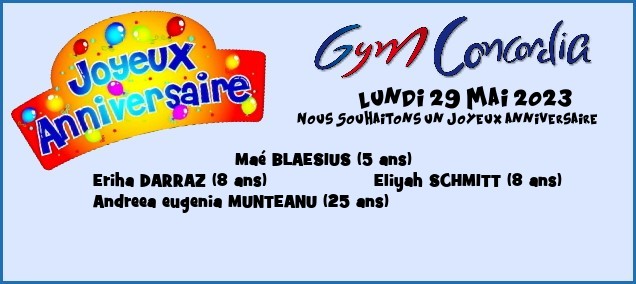 Joyeux
Anniversaire
Gym Concordia
LUNDI 29 MAI 2023
NOUS SOUHAITONS UN JOYEUX ANNIVERSAIRE
Maé BLAESIUS (5 ans)
Eriha DARRAZ (8 ans) Eliyah SCHMITT (8 ans)
Andreea eugenia MUNTEANU (25 ans)